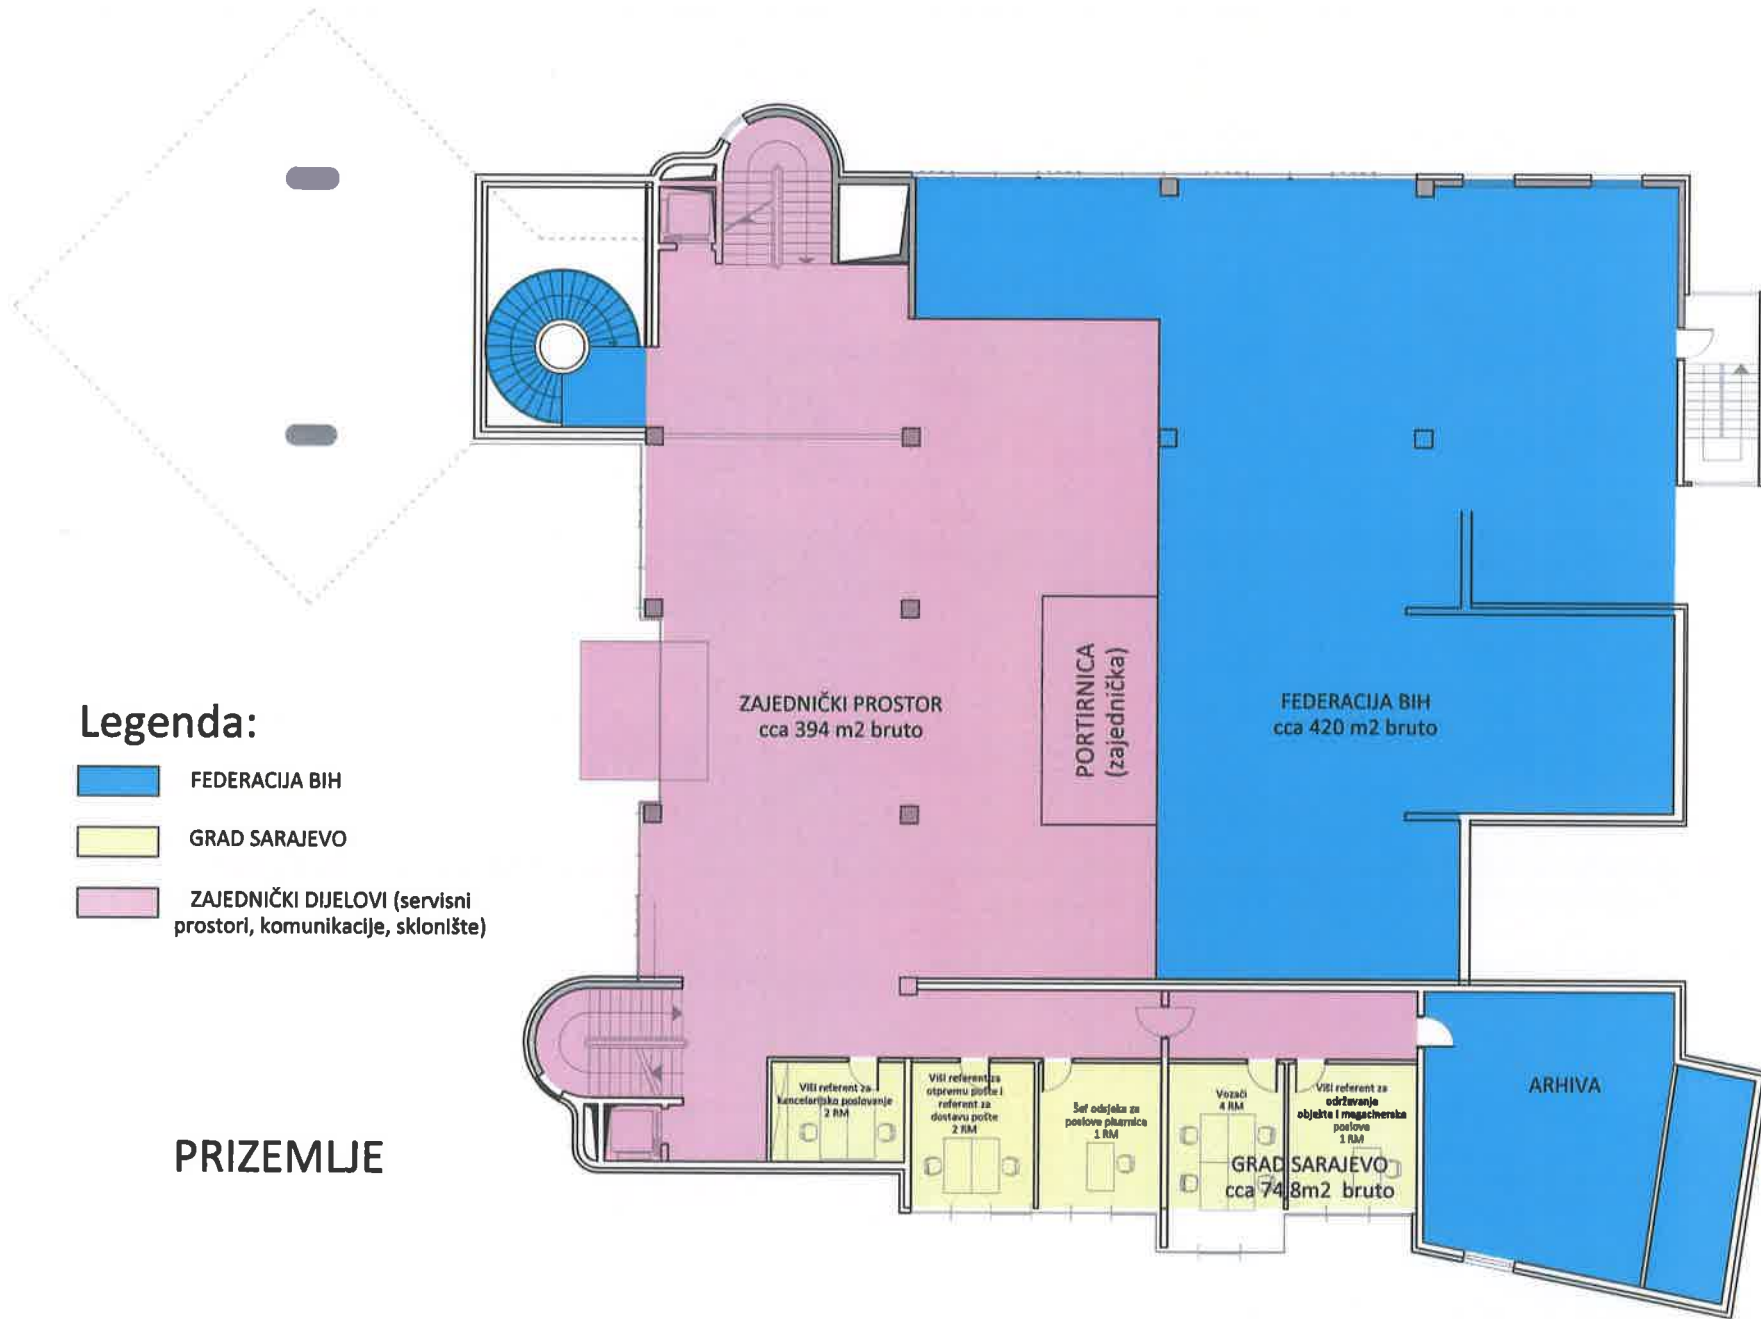 ZAJEDNIČKI PROSTOR
cca 394 m2 bruto
PORTIRNICA
(zajednička)
FEDERACIJA BIH
cca 420 m2 bruto
Legenda:
FEDERACIJA BIH
GRAD SARAJEVO
ZAJEDNIČKI DIJELOVI (servisni
prostori, komunikacije, sklonište)
PRIZEMLJE
Viši referent za
kancelarijsko poslovanje
2 RM
Viši referent za
otpremu pošte i
referent za
dostavu pošte
2 RM
Šef odsjeka za
poslove pisarnice
1 RM
Vozači
4 RM
Viši referent za
održavanje
objekta i magacinerske
poslove
1 RM
GRAD SARAJEVO
cca 74,8m2 bruto
ARHIVA